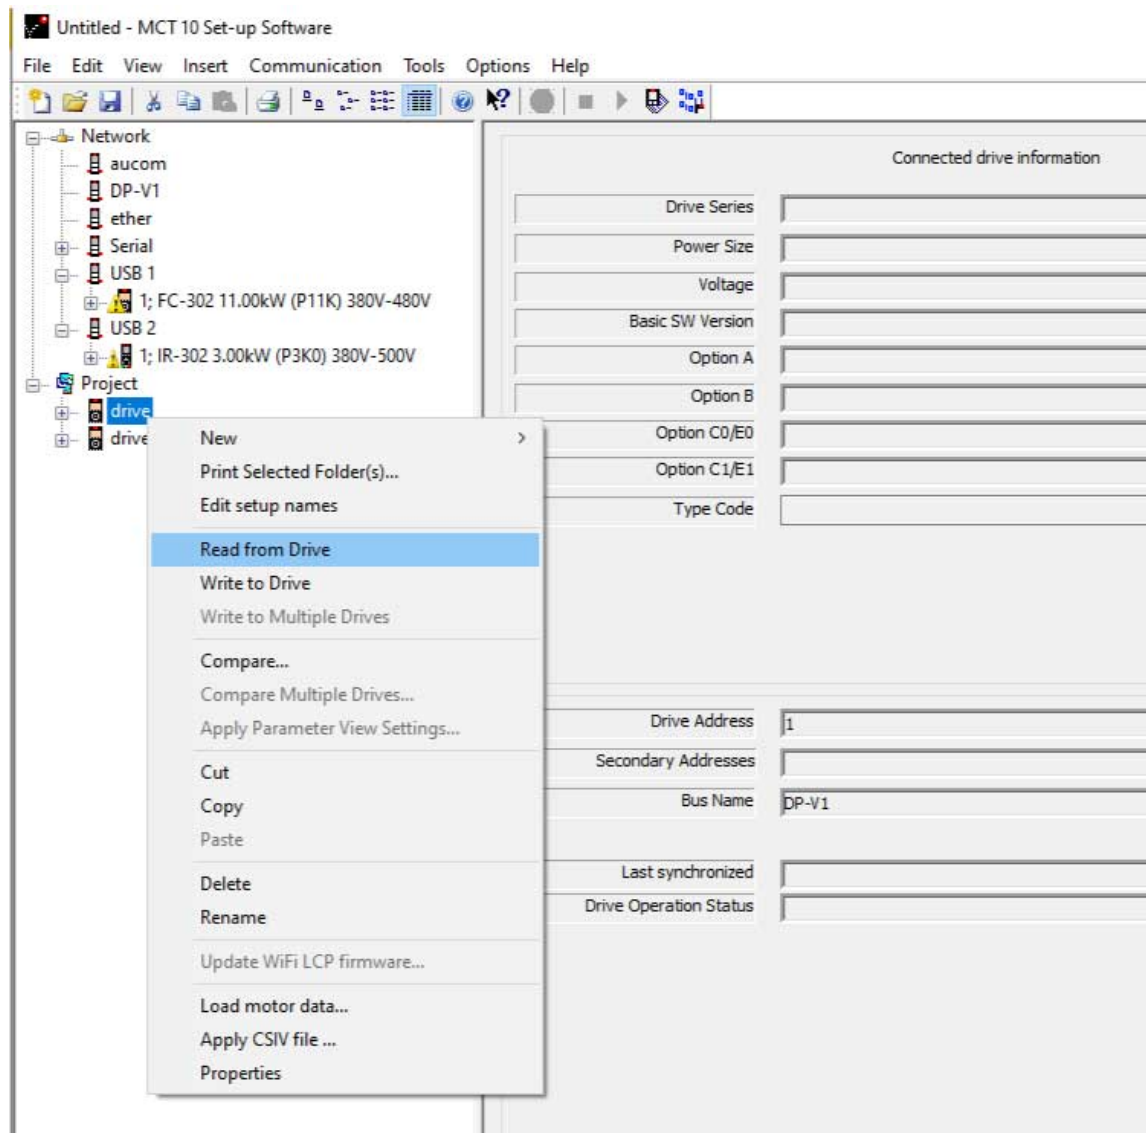 Untitled - MCT 10 Set-up Software
File Edit View Insert Communication Tools Options Help
Network
aucom
DP-V1
ether
Serial
USB 1
1; FC-302 11.00kW (P11K) 380V-480V
USB 2
1; IR-302 3.00kW (P3K0) 380V-500V
Project
drive
drive
New
Print Selected Folder(s)...
Edit setup names
Read from Drive
Write to Drive
Write to Multiple Drives
Compare...
Compare Multiple Drives...
Apply Parameter View Settings...
Cut
Copy
Paste
Delete
Rename
Update WiFi LCP firmware...
Load motor data...
Apply CSIV file ...
Properties
Connected drive information
Drive Series
Power Size
Voltage
Basic SW Version
Option A
Option B
Option C0/E0
Option C1/E1
Type Code
Drive Address 1
Secondary Addresses
Bus Name DP-V1
Last synchronized
Drive Operation Status